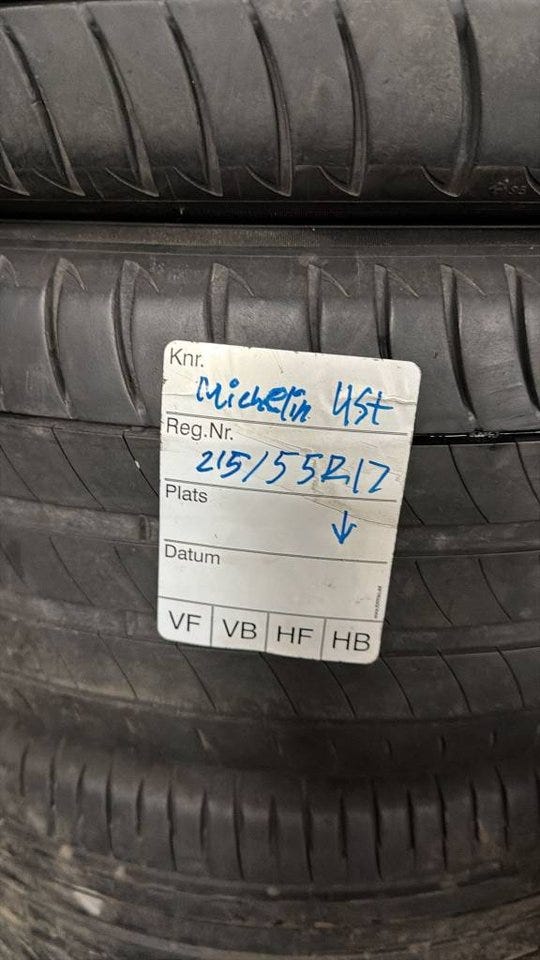 Knr.
Michelin 4St
Reg.Nr.
215/55R17
Plats
↓
Datum
VF VB HF HB